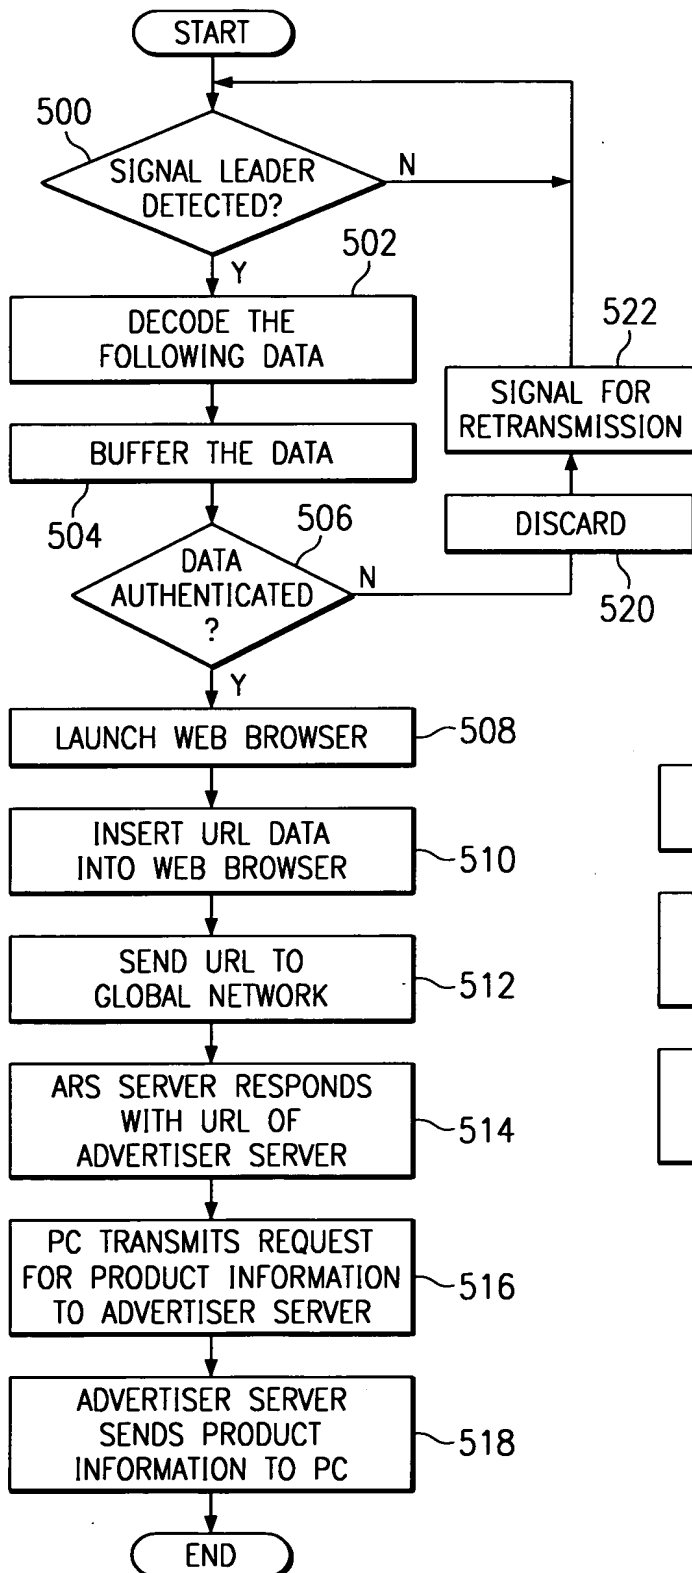 START
500
SIGNAL LEADER
DETECTED?
N
Y
502
DECODE THE
FOLLOWING DATA
522
SIGNAL FOR
RETRANSMISSION
BUFFER THE DATA
504
DISCARD
520
506
DATA
AUTHENTICATED
?
N
Y
LAUNCH WEB BROWSER
508
INSERT URL DATA
INTO WEB BROWSER
510
SEND URL TO
GLOBAL NETWORK
512
ARS SERVER RESPONDS
WITH URL OF
ADVERTISER SERVER
514
PC TRANSMITS REQUEST
FOR PRODUCT INFORMATION
TO ADVERTISER SERVER
516
ADVERTISER SERVER
SENDS PRODUCT
INFORMATION TO PC
518
END